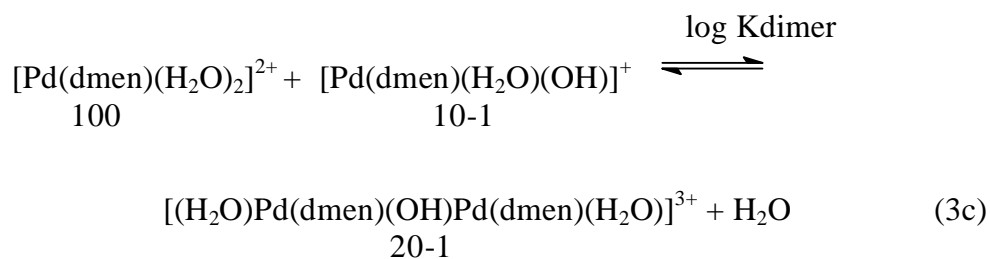 log Kdimer
[Pd(dmen)(H₂O)₂]²⁺ + [Pd(dmen)(H₂O)(OH)]⁺ ⇌
100 10-1
[(H₂O)Pd(dmen)(OH)Pd(dmen)(H₂O)]³⁺ + H₂O (3c)
20-1